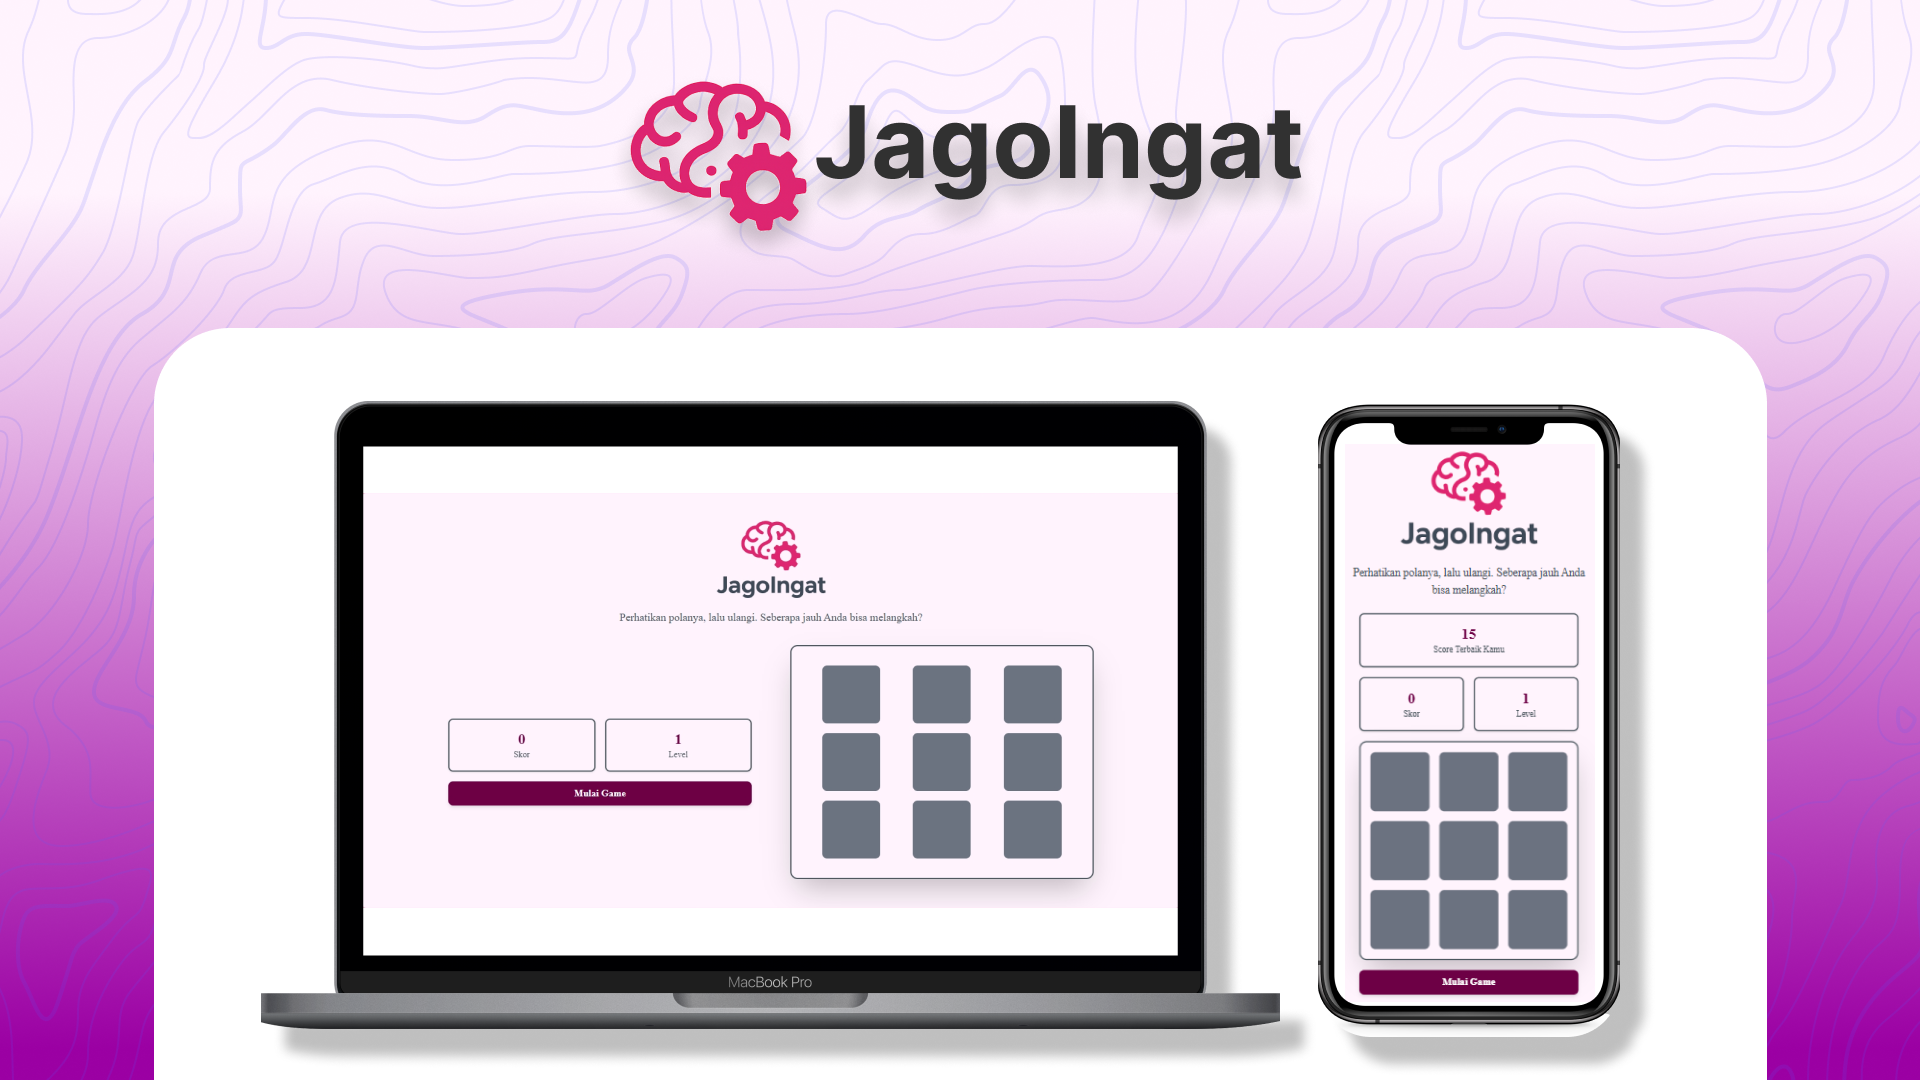 JagoIngat
JagoIngat
Perhatikan polanya, lalu ulangi. Seberapa jauh Anda bisa melangkah?
0
Skor
1
Level
Mulai Game
MacBook Pro
JagoIngat
Perhatikan polanya, lalu ulangi. Seberapa jauh Anda
bisa melangkah?
15
Score Terbaik Kamu
0
Skor
1
Level
Mulai Game